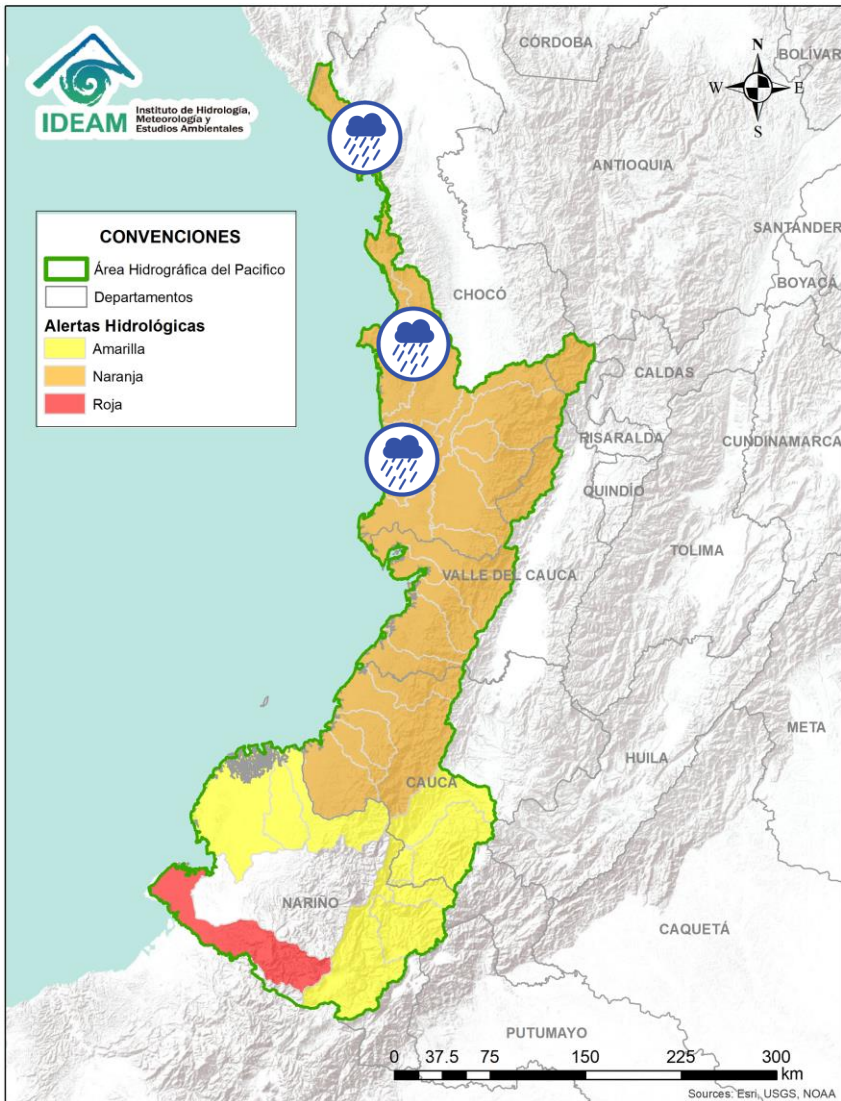 IDEAM
Instituto de Hidrología,
Meteorología y
Estudios Ambientales
CÓRDOBA
BOLÍVAR
N
W
E
S
ANTIOQUIA
SANTANDER
BOYACÁ
CONVENCIONES
Área Hidrográfica del Pacifico
Departamentos
Alertas Hidrológicas
Amarilla
Naranja
Roja
CHOCÓ
CALDAS
RISARALDA
CUNDINAMARCA
QUINDÍO
TOLIMA
VALLE DEL CAUCA
META
HUILA
CAUCA
NARIÑO
CAQUETÁ
PUTUMAYO
0 37.5 75 150 225 300
km
Sources: Esri, USGS, NOAA